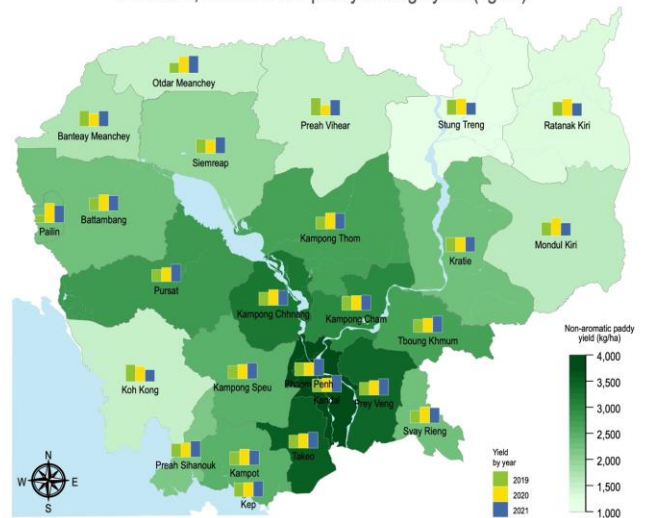 Otdar Meanchey
Banteay Meanchey
Siemreap
Preah Vihear
Stung Treng
Ratanak Kiri
Battambang
Pailin
Kampong Thom
Kratie
Mondul Kiri
Pursat
Kampong Chhnang
Kampong Cham
Tboung Khmum
Koh Kong
Kampong Speu
Phnom Penh
Kandal
Prey Veng
Svay Rieng
Preah Sihanouk
Kampot
Takeo
Kep
N
W
E
S
Non-aromatic paddy
yield (kg/ha)
4,000
3,500
3,000
2,500
2,000
1,500
1,000
Yield
by year
2019
2020
2021